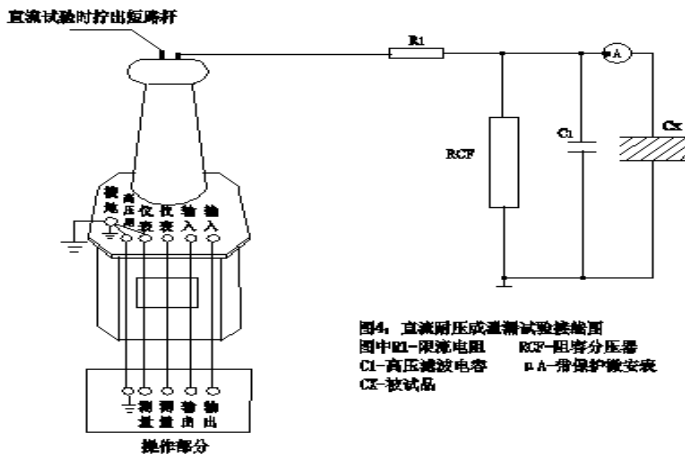 直流试验时拧出短路杆
R1
A
RCF
C1
CX
接地
高压尾
仪表
仪表
输入
输入
图4：直流耐压或泄漏试验接线图
图中R1-限流电阻 RCF-阻容分压器
C1-高压滤波电容 μA-带保护微安表
CX-被试品
测量
测量
输出
输出
操作部分